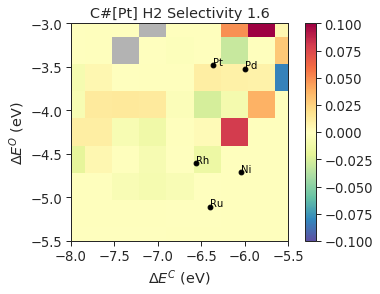 C#[Pt] H2 Selectivity 1.6
ΔE^O (eV)
−3.0
−3.5
−4.0
−4.5
−5.0
−5.5
Pt
Pd
Rh
Ni
Ru
−8.0 −7.5 −7.0 −6.5 −6.0 −5.5
ΔE^C (eV)
0.100
0.075
0.050
0.025
0.000
−0.025
−0.050
−0.075
−0.100